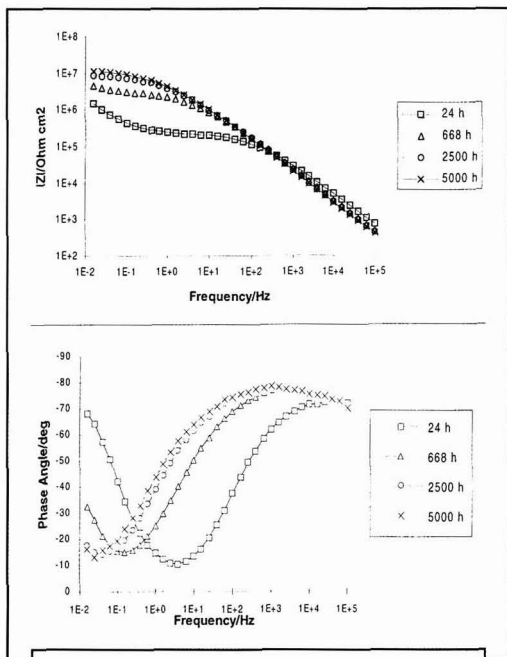 1E+8
1E+7
1E+6
1E+5
1E+4
1E+3
1E+2
IZI/Ohm cm2
1E-2 1E-1 1E+0 1E+1 1E+2 1E+3 1E+4 1E+5
Frequency/Hz
24 h
668 h
2500 h
5000 h
-90
-80
-70
-60
-50
-40
-30
-20
-10
0
Phase Angle/deg
1E-2 1E-1 1E+0 1E+1 1E+2 1E+3 1E+4 1E+5
Frequency/Hz
24 h
668 h
2500 h
5000 h